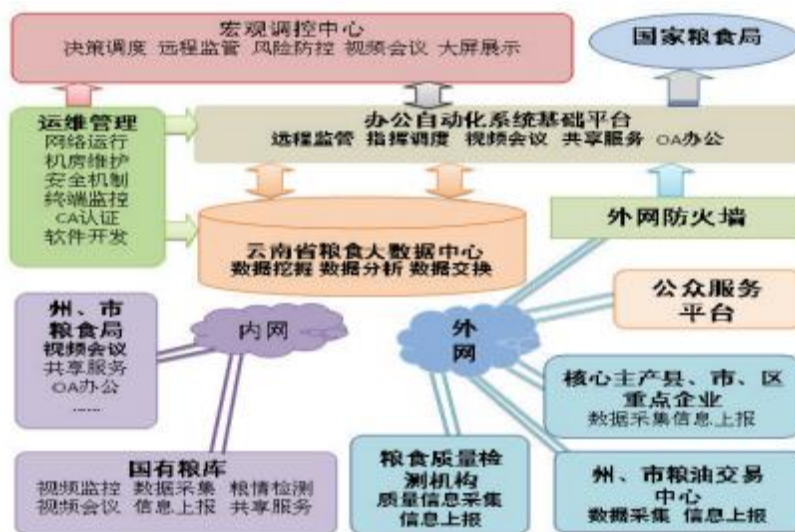 宏观调控中心
决策调度 远程监管 风险防控 视频会议 大屏展示
国家粮食局
运维管理
网络运行
机房维护
安全机制
终端监控
CA认证
软件开发
办公自动化系统基础平台
远程监管 指挥调度 视频会议 共享服务 OA办公
云南省粮食大数据中心
数据挖掘 数据分析 数据交换
外网防火墙
公众服务
平台
州、市
粮食局
视频会议
共享服务
OA办公
......
内网
外
网
核心主产县、市、区
重点企业
数据采集信息上报
国有粮库
视频监控 数据采集 粮情检测
视频会议 信息上报 共享服务
粮食质量检
测机构
质量信息采集
信息上报
州、市粮油交易
中心
数据采集 信息上报